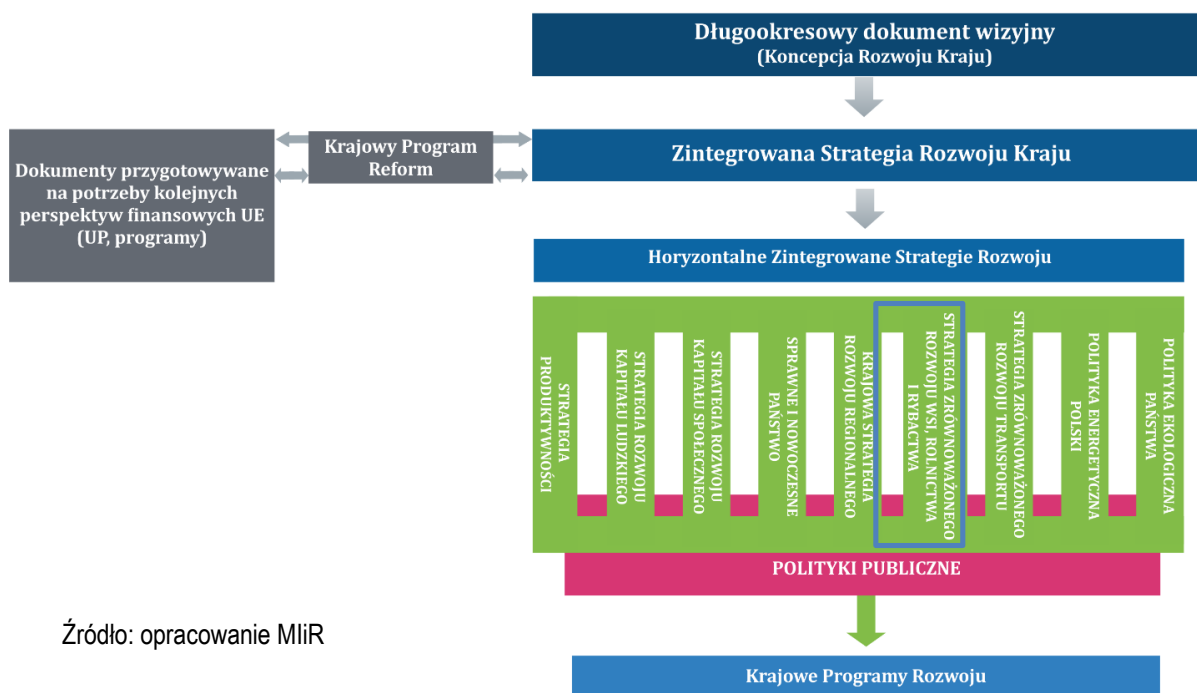 Długookresowy dokument wizyjny
(Koncepcja Rozwoju Kraju)
Krajowy Program
Reform
Zintegrowana Strategia Rozwoju Kraju
Dokumenty przygotowywane
na potrzeby kolejnych
perspektyw finansowych UE
(UP, programy)
Horyzontalne Zintegrowane Strategie Rozwoju
STRATEGIA
PRODUKTYWNOŚCI
STRATEGIA ROZWOJU
KAPITAŁU LUDZKIEGO
STRATEGIA ROZWOJU
KAPITAŁU SPOŁECZNEGO
SPRAWNE I NOWOCZESNE
PAŃSTWO
KRAJOWA STRATEGIA
ROZWOJU REGIONALNEGO
STRATEGIA ZRÓWNOWAŻONEGO
ROZWOJU WSI, ROLNICTWA
I RYBACTWA
STRATEGIA ZRÓWNOWAŻONEGO
ROZWOJU TRANSPORTU
POLITYKA ENERGETYCZNA
POLSKI
POLITYKA EKOLOGICZNA
PAŃSTWA
POLITYKI PUBLICZNE
Źródło: opracowanie MIiR
Krajowe Programy Rozwoju